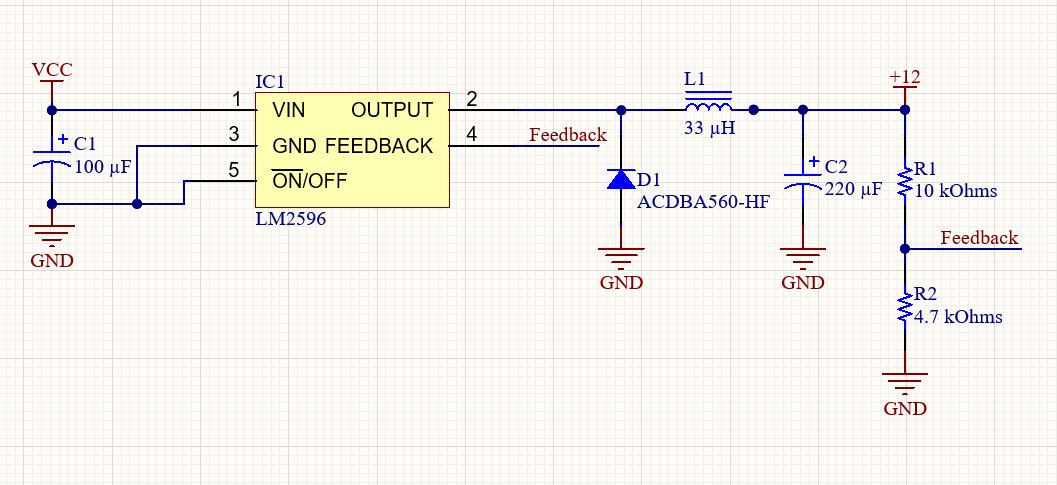 VCC
C1
100 µF
GND
IC1
1
3
5
VIN
GND
ON/OFF
OUTPUT
FEEDBACK
2
4
LM2596
Feedback
D1
ACDBA560-HF
GND
L1
33 µH
C2
220 µF
GND
+12
R1
10 kOhms
Feedback
R2
4.7 kOhms
GND